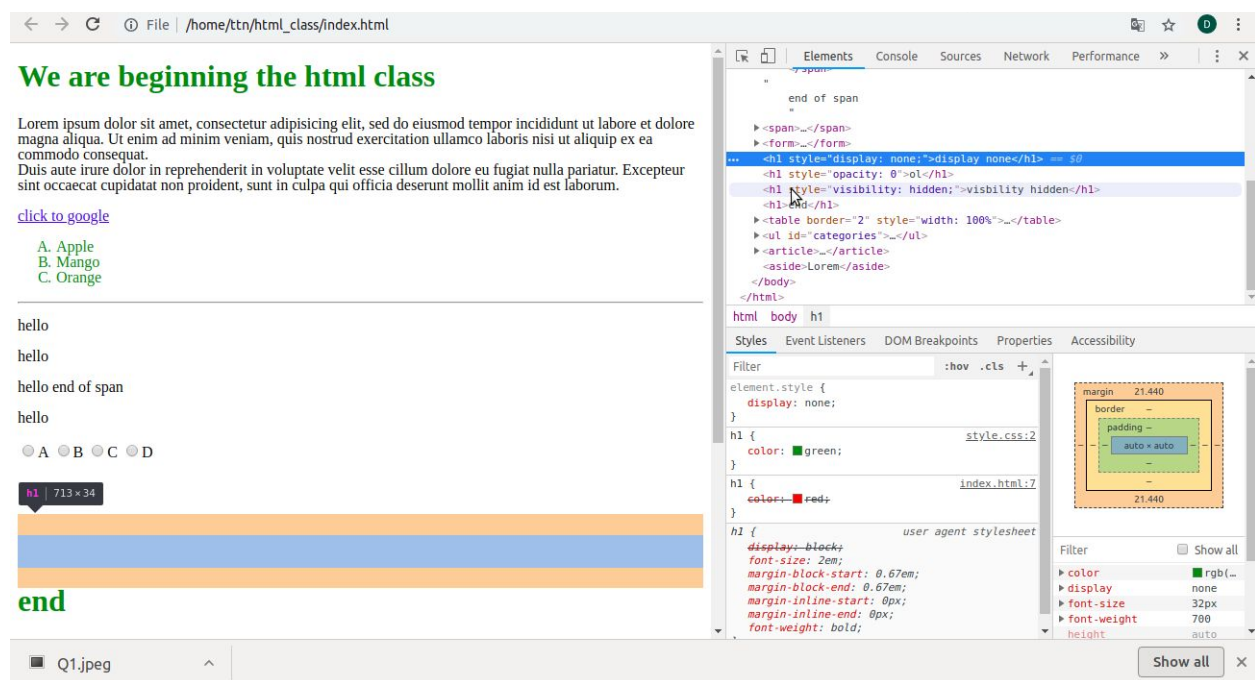 File | /home/ttn/html_class/index.html
D
We are beginning the html class
Lorem ipsum dolor sit amet, consectetur adipisicing elit, sed do eiusmod tempor incididunt ut labore et dolore
magna aliqua. Ut enim ad minim veniam, quis nostrud exercitation ullamco laboris nisi ut aliquip ex ea
commodo consequat.
Duis aute irure dolor in reprehenderit in voluptate velit esse cillum dolore eu fugiat nulla pariatur. Excepteur
sint occaecat cupidatat non proident, sunt in culpa qui officia deserunt mollit anim id est laborum.
click to google
A. Apple
B. Mango
C. Orange
hello
hello
hello end of span
hello
A B C D
h1 | 713 × 34
end
Elements Console Sources Network Performance »
"
end of span
"
<span>…</span>
<form>…</form>
<h1 style="display: none;">display none</h1> == $0
<h1 style="opacity: 0">ol</h1>
<h1 style="visibility: hidden;">visbility hidden</h1>
<h1>end</h1>
<table border="2" style="width: 100%">…</table>
<ul id="categories">…</ul>
<article>…</article>
<aside>Lorem</aside>
</body>
</html>
html body h1
Styles Event Listeners DOM Breakpoints Properties Accessibility
Filter :hov .cls +
element.style {
display: none;
}
h1 { style.css:2
color: green;
}
h1 { index.html:7
color: red;
}
h1 { user agent stylesheet
display: block;
font-size: 2em;
margin-block-start: 0.67em;
margin-block-end: 0.67em;
margin-inline-start: 0px;
margin-inline-end: 0px;
font-weight: bold;
margin 21.440
border –
padding –
– – – auto × auto – – –
–
–
21.440
Filter Show all
color rgb(…
display none
font-size 32px
font-weight 700
height auto
Q1.jpeg
Show all